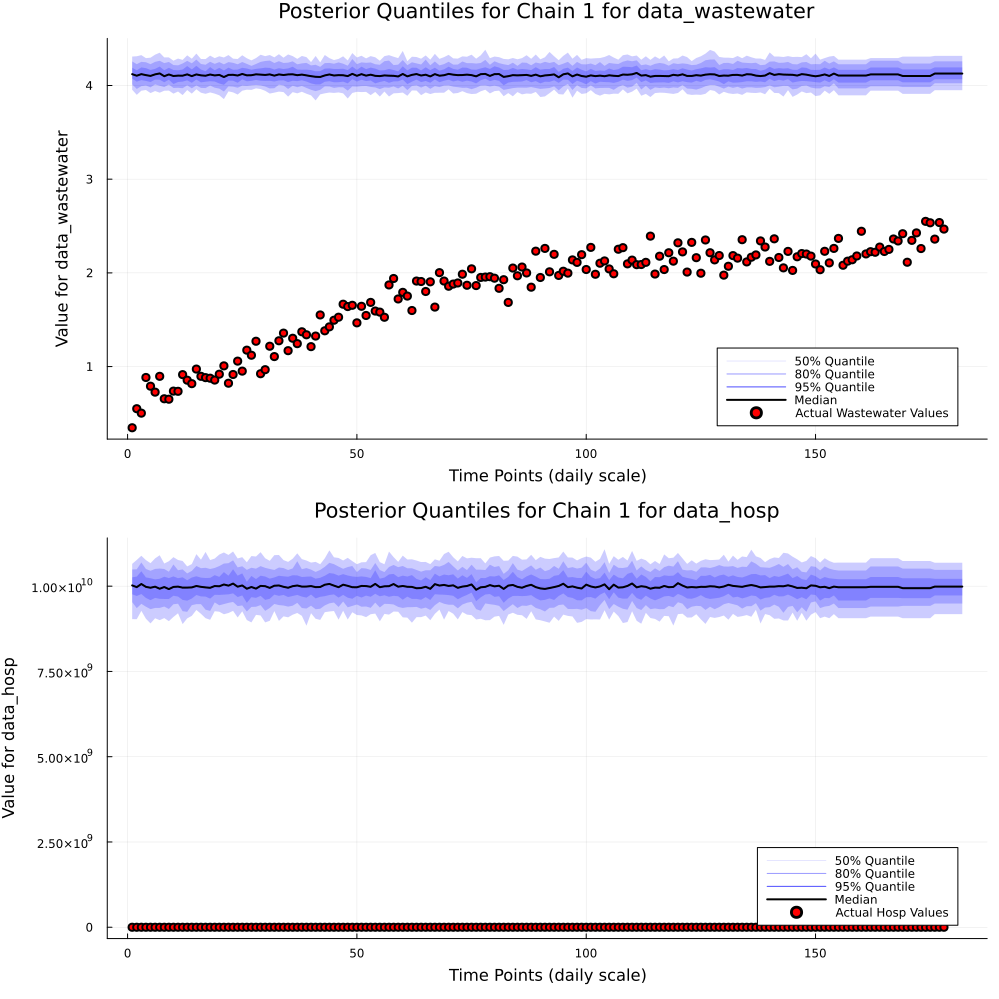 Posterior Quantiles for Chain 1 for data_wastewater
Value for data_wastewater
4
3
2
1
50% Quantile
80% Quantile
95% Quantile
Median
Actual Wastewater Values
0
50
100
150
Time Points (daily scale)
Posterior Quantiles for Chain 1 for data_hosp
Value for data_hosp
1.00×10¹⁰
7.50×10⁹
5.00×10⁹
2.50×10⁹
0
50% Quantile
80% Quantile
95% Quantile
Median
Actual Hosp Values
0
50
100
150
Time Points (daily scale)